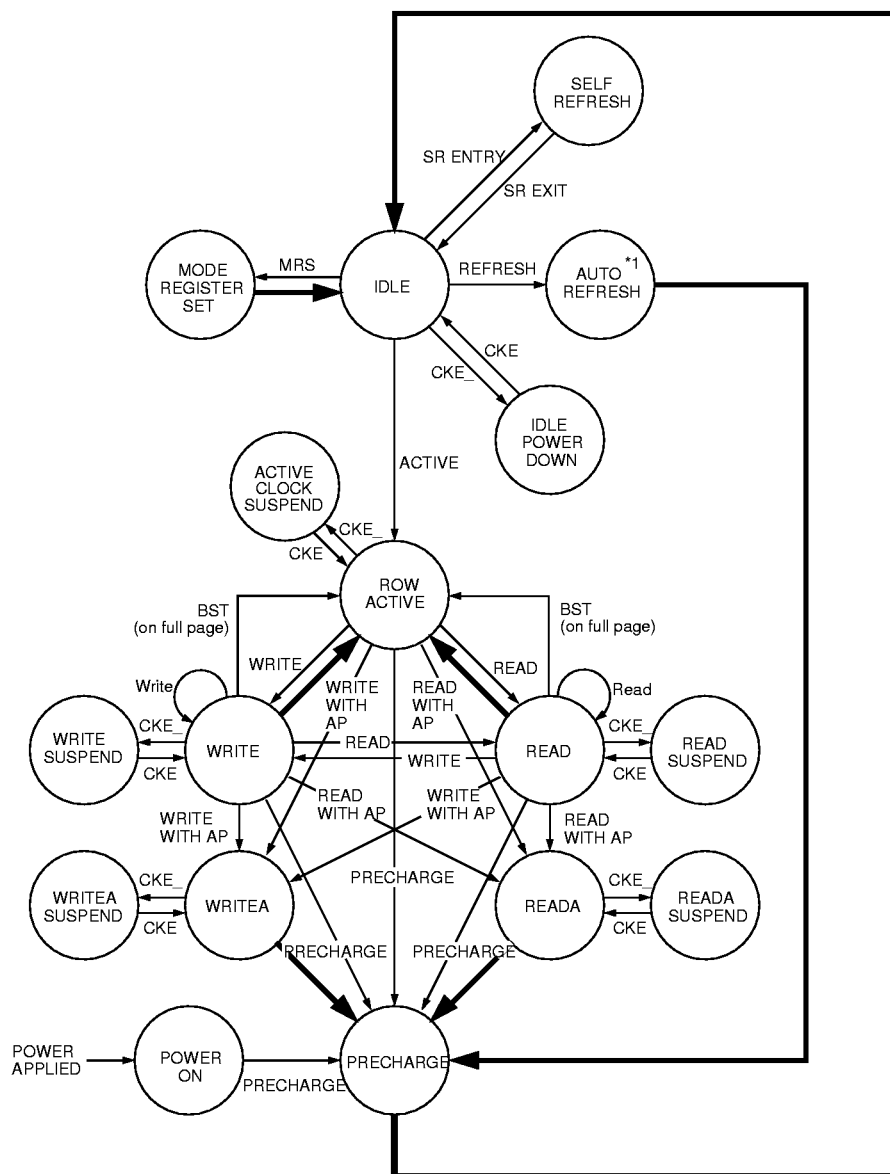 SELF
REFRESH
SR ENTRY
SR EXIT
MODE
REGISTER
SET
MRS
IDLE
REFRESH
AUTO *1
REFRESH
CKE
CKE_
IDLE
POWER
DOWN
ACTIVE
ACTIVE
CLOCK
SUSPEND
CKE_
CKE
ROW
ACTIVE
BST
(on full page)
BST
(on full page)
WRITE
READ
WRITE
WITH
AP
READ
WITH
AP
Write
Read
WRITE
SUSPEND
CKE_
CKE
WRITE
READ
WRITE
READ
CKE_
CKE
READ
SUSPEND
READ
WITH AP
WRITE
WITH AP
WRITE
WITH AP
READ
WITH AP
WRITEA
SUSPEND
CKE_
CKE
WRITEA
PRECHARGE
READA
CKE_
CKE
READA
SUSPEND
PRECHARGE
PRECHARGE
POWER
APPLIED
POWER
ON
PRECHARGE
PRECHARGE